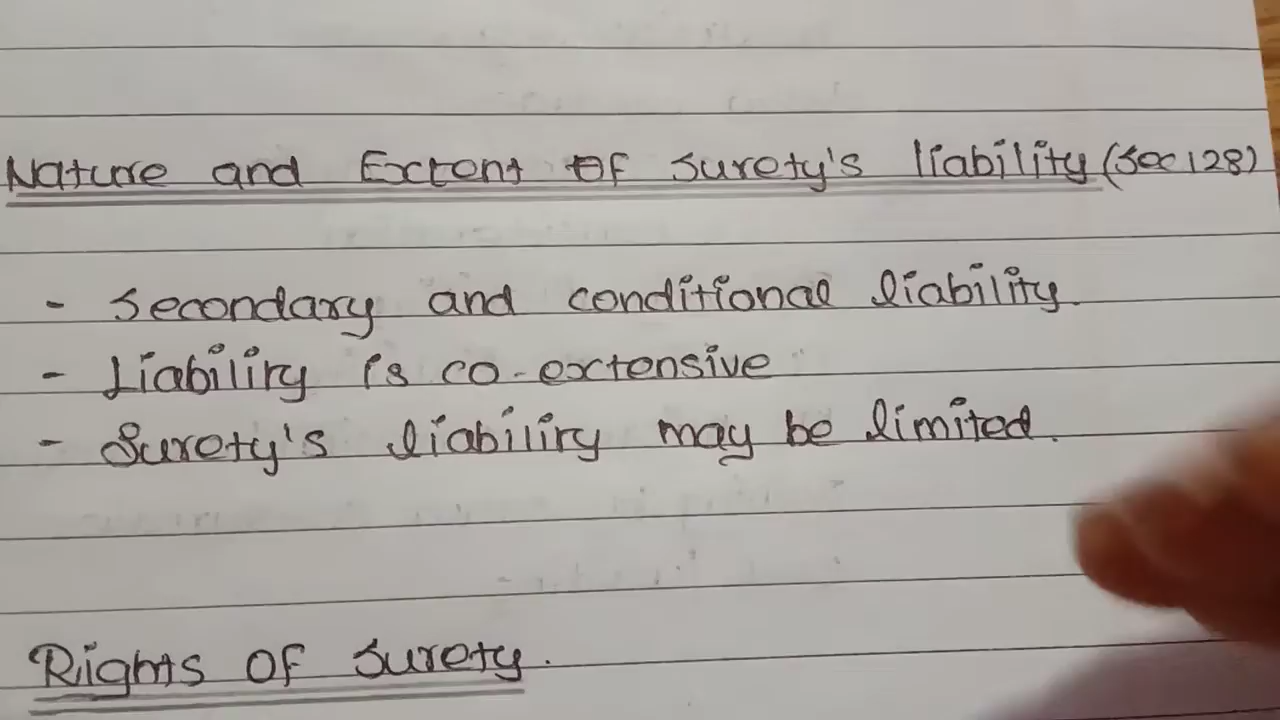 Nature and Extent Of Surety's liability (Sec 128)
- Secondary and conditional liability.
- Liability is co-extensive
- Surety's liability may be limited.
Rights Of Surety.